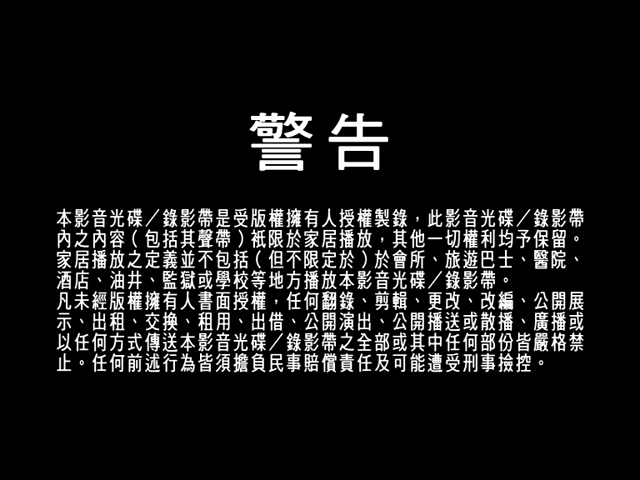 警告
本影音光碟／錄影帶是受版權擁有人授權製錄，此影音光碟／錄影帶
內之內容（包括其聲帶）衹限於家居播放，其他一切權利均予保留。
家居播放之定義並不包括（但不限定於）於會所、旅遊巴士、醫院、
酒店、油井、監獄或學校等地方播放本影音光碟／錄影帶。
凡未經版權擁有人書面授權，任何翻錄、剪輯、更改、改編、公開展
示、出租、交換、租用、出借、公開演出、公開播送或散播、廣播或
以任何方式傳送本影音光碟／錄影帶之全部或其中任何部份皆嚴格禁
止。任何前述行為皆須擔負民事賠償責任及可能遭受刑事撿控。